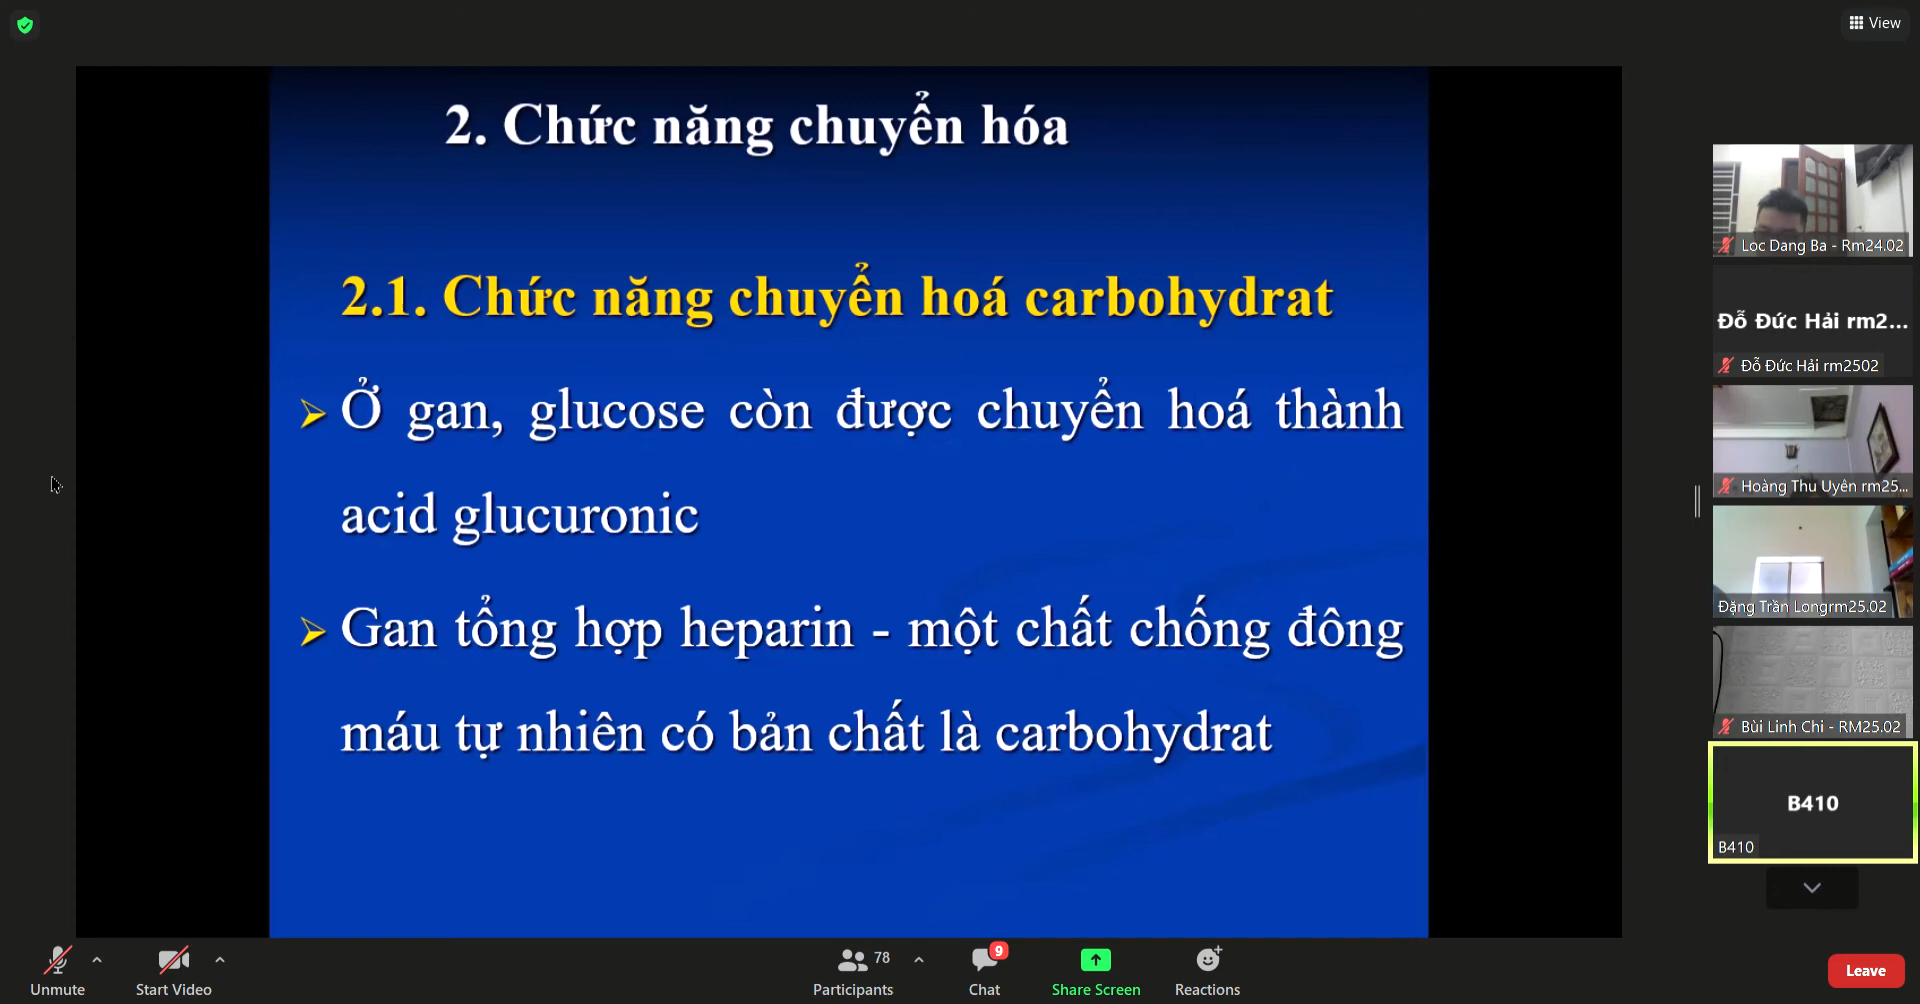 View
2. Chức năng chuyển hóa
2.1. Chức năng chuyển hoá carbohydrat
Ở gan, glucose còn được chuyển hoá thành
acid glucuronic
Gan tổng hợp heparin - một chất chống đông
máu tự nhiên có bản chất là carbohydrat
Loc Dang Ba - Rm24.02
Đỗ Đức Hải rm2...
Đỗ Đức Hải rm2502
Hoàng Thu Uyên rm25...
Đặng Trần Longrm25.02
Bùi Linh Chi - RM25.02
B410
B410
Unmute
Start Video
78
Participants
9
Chat
Share Screen
Reactions
Leave